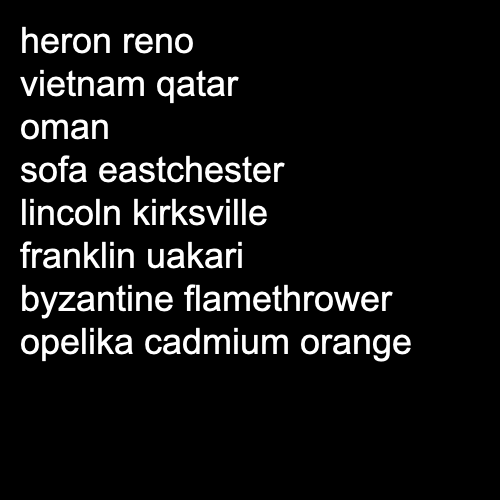 heron reno
vietnam qatar
oman
sofa eastchester
lincoln kirksville
franklin uakari
byzantine flamethrower
opelika cadmium orange